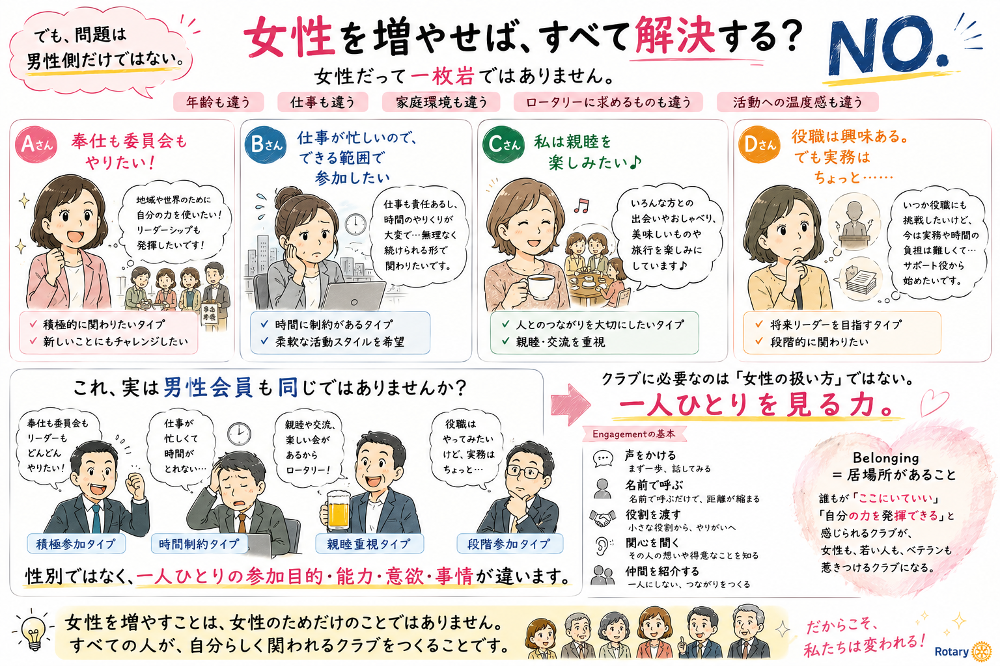 でも、問題は
男性側だけではない。
女性を増やせば、すべて解決する?
NO.
女性だって一枚岩ではありません。
年齢も違う
仕事も違う
家庭環境も違う
ロータリーに求めるものも違う
活動への温度感も違う
Aさん
奉仕も委員会も
やりたい!
地域や世界のために
自分の力を使いたい!
リーダーシップも
発揮したいです!
✓ 積極的に関わりたいタイプ
✓ 新しいことにもチャレンジしたい
Bさん
仕事が忙しいので、
できる範囲で
参加したい
仕事も責任あるし、
時間のやりくりが
大変で…無理なく
続けられる形で
関わりたいです。
✓ 時間に制約があるタイプ
✓ 柔軟な活動スタイルを希望
Cさん
私は親睦を
楽しみたい♪
いろんな方との
出会いやおしゃべり、
美味しいものや
旅行を楽しみに
しています♪
✓ 人とのつながりを大切にしたいタイプ
✓ 親睦・交流を重視
Dさん
役職は興味ある。
でも実務は
ちょっと……
いつか役職にも
挑戦したいけど、
今は実務や時間の
負担は難しくて…
サポート役から
始めたいです。
✓ 将来リーダーを目指すタイプ
✓ 段階的に関わりたい
これ、実は男性会員も同じではありませんか?
奉仕も委員会も
リーダーも
どんどん
やりたい!
積極参加タイプ
仕事が
忙しくて
時間が
とれない…
時間制約タイプ
親睦や交流、
楽しい会が
あるから
ロータリー!
親睦重視タイプ
役職は
やってみたい
けど、実務は
ちょっと…
段階参加タイプ
性別ではなく、一人ひとりの参加目的・能力・意欲・事情が違います。
クラブに必要なのは「女性の扱い方」ではない。
一人ひとりを見る力。
Engagementの基本
声をかける
まず一歩、話してみる
名前で呼ぶ
名前で呼ぶだけで、距離が縮まる
役割を渡す
小さな役割から、やりがいへ
関心を聞く
その人の想いや得意なことを知る
仲間を紹介する
一人にしない、つながりをつくる
Belonging
=居場所があること
誰もが「ここにいていい」
「自分の力を発揮できる」と
感じられるクラブが、
女性も、若い人も、ベテランも
惹きつけるクラブになる。
女性を増やすことは、女性のためだけのことではありません。
すべての人が、自分らしく関われるクラブをつくることです。
だからこそ、
私たちは変われる!
Rotary